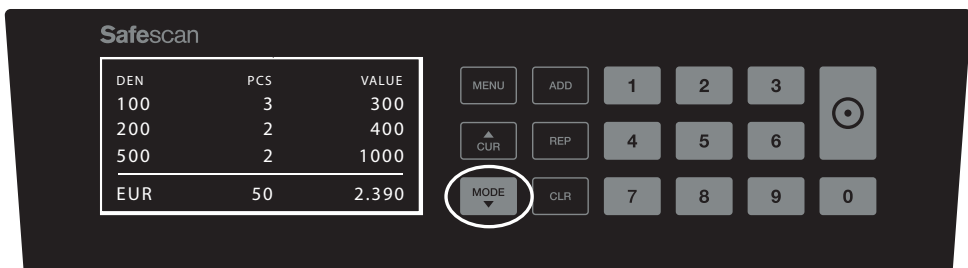 Safescan
DEN PCS VALUE
100 3 300
200 2 400
500 2 1000
EUR 50 2.390
MENU ADD 1 2 3
CUR REP 4 5 6
MODE CLR 7 8 9 0